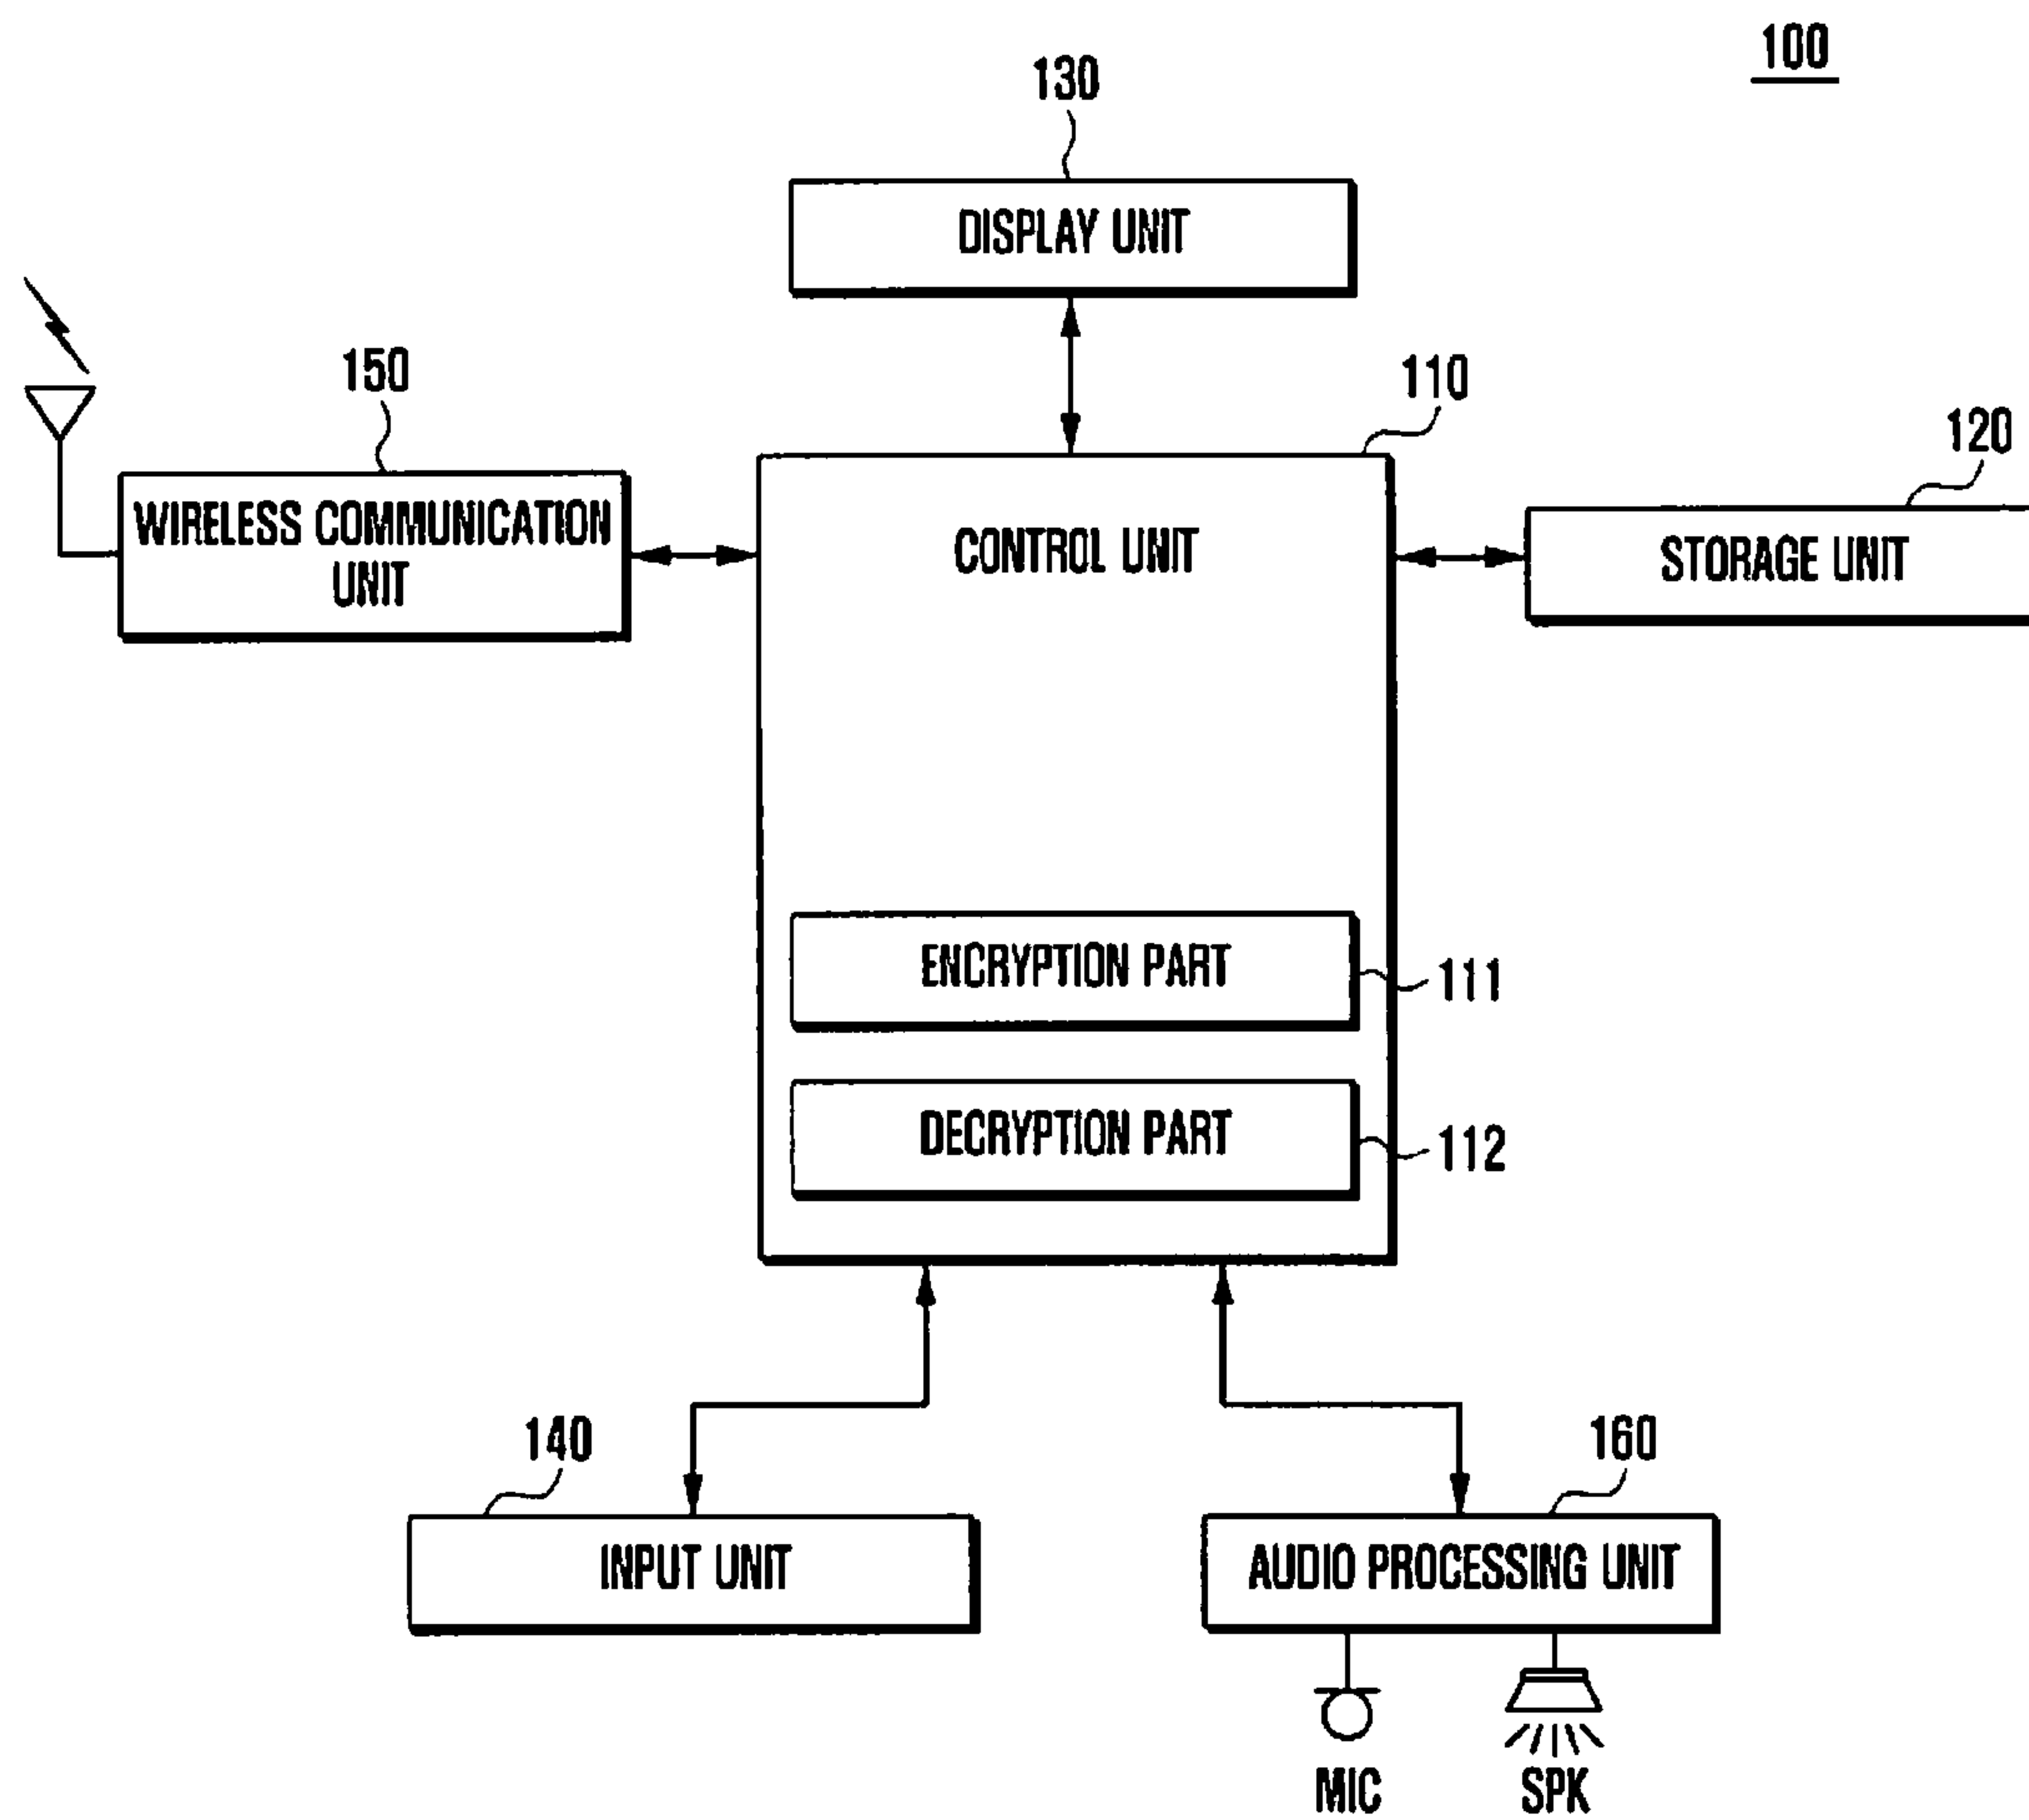 100
130
DISPLAY UNIT
150
110
120
WIRELESS COMMUNICATION
UNIT
CONTROL UNIT
STORAGE UNIT
ENCRYPTION PART
111
DECRYPTION PART
112
140
160
INPUT UNIT
AUDIO PROCESSING UNIT
MIC
SPK